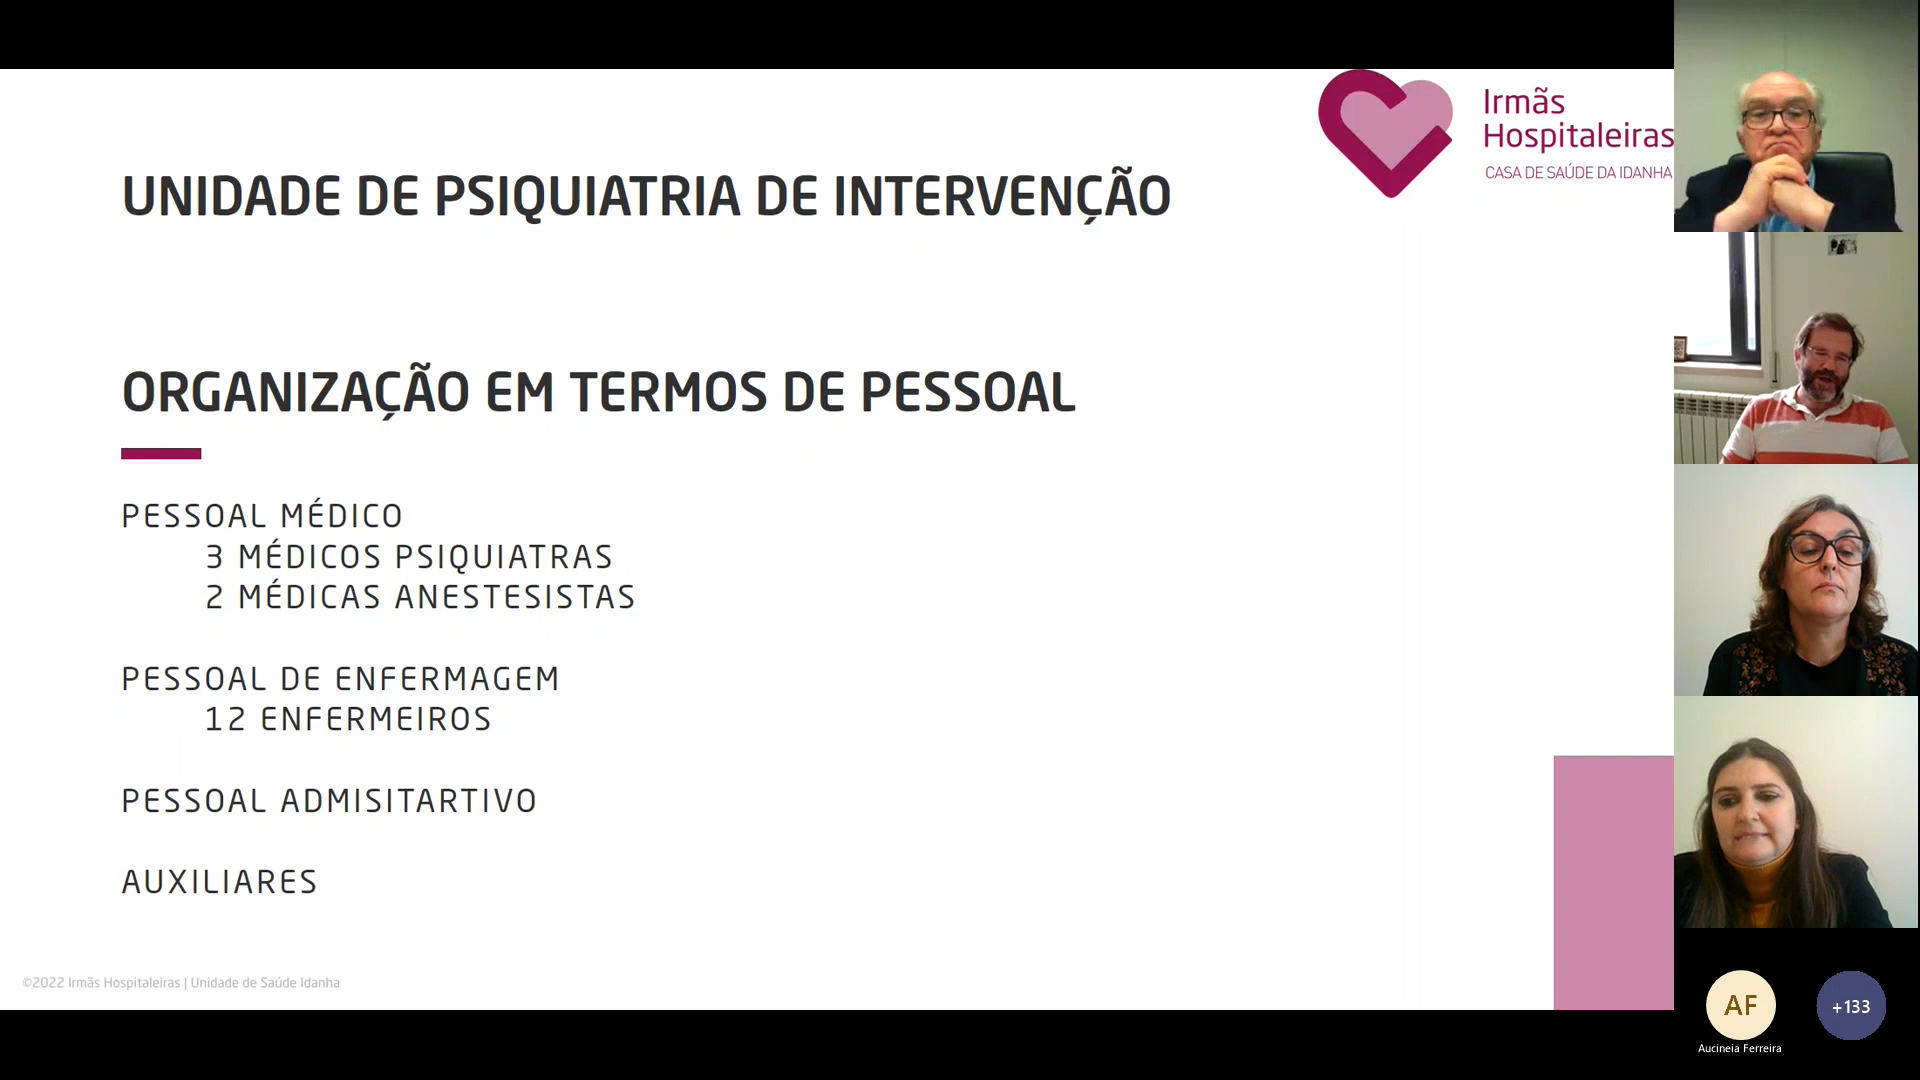 Irmãs
Hospitaleiras
CASA DE SAÚDE DA IDANHA
UNIDADE DE PSIQUIATRIA DE INTERVENÇÃO
ORGANIZAÇÃO EM TERMOS DE PESSOAL
PESSOAL MÉDICO
3 MÉDICOS PSIQUIATRAS
2 MÉDICAS ANESTESISTAS
PESSOAL DE ENFERMAGEM
12 ENFERMEIROS
PESSOAL ADMISITARTIVO
AUXILIARES
©2022 Irmãs Hospitaleiras | Unidade de Saúde Idanha
AF
+133
Aucineia Ferreira